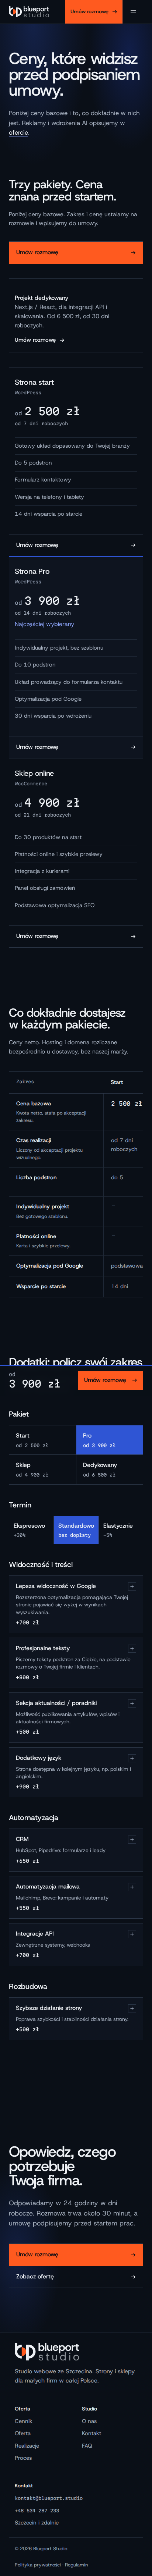 blueport
studio
Umów rozmowę →
Ceny, które widzisz
przed podpisaniem
umowy.
Poniżej ceny bazowe i to, co dokładnie w nich
jest. Reklamy i wdrożenia AI opisujemy w
ofercie.
Trzy pakiety. Cena
znana przed startem.
Poniżej ceny bazowe. Zakres i cenę ustalamy na
rozmowie i wpisujemy do umowy.
Umów rozmowę →
Projekt dedykowany
Next.js / React, dla integracji API i
skalowania. Od 6 500 zł, od 30 dni
roboczych.
Umów rozmowę →
Strona start
WordPress
od 2 500 zł
od 7 dni roboczych
Gotowy układ dopasowany do Twojej branży
Do 5 podstron
Formularz kontaktowy
Wersja na telefony i tablety
14 dni wsparcia po starcie
Umów rozmowę →
Strona Pro
WordPress
od 3 900 zł
od 14 dni roboczych
Najczęściej wybierany
Indywidualny projekt, bez szablonu
Do 10 podstron
Układ prowadzący do formularza kontaktu
Optymalizacja pod Google
30 dni wsparcia po wdrożeniu
Umów rozmowę →
Sklep online
WooCommerce
od 4 900 zł
od 21 dni roboczych
Do 30 produktów na start
Płatności online i szybkie przelewy
Integracja z kurierami
Panel obsługi zamówień
Podstawowa optymalizacja SEO
Umów rozmowę →
Co dokładnie dostajesz
w każdym pakiecie.
Ceny netto. Hosting i domena rozliczane
bezpośrednio u dostawcy, bez naszej marży.
Zakres Start
Cena bazowa 2 500 zł
Kwota netto, stała po akceptacji
zakresu.
Czas realizacji od 7 dni
roboczych
Liczony od akceptacji projektu
wizualnego.
Liczba podstron do 5
Indywidualny projekt —
Bez gotowego szablonu.
Płatności online —
Karta i szybkie przelewy.
Optymalizacja pod Google podstawowa
Wsparcie po starcie 14 dni
Dodatki: policz swój zakres
od
3 900 zł
Umów rozmowę →
Pakiet
Start
od 2 500 zł
Pro
od 3 900 zł
Sklep
od 4 900 zł
Dedykowany
od 6 500 zł
Termin
Ekspresowo
+30%
Standardowo
bez dopłaty
Elastycznie
−5%
Widoczność i treści
Lepsza widoczność w Google +
Rozszerzona optymalizacja pomagająca Twojej
stronie pojawiać się wyżej w wynikach
wyszukiwania.
+700 zł
Profesjonalne teksty +
Piszemy teksty podstron za Ciebie, na podstawie
rozmowy o Twojej firmie i klientach.
+800 zł
Sekcja aktualności / poradniki +
Możliwość publikowania artykułów, wpisów i
aktualności firmowych.
+500 zł
Dodatkowy język +
Strona dostępna w kolejnym języku, np. polskim i
angielskim.
+900 zł
Automatyzacja
CRM +
HubSpot, Pipedrive: formularze i leady
+650 zł
Automatyzacja mailowa +
Mailchimp, Brevo: kampanie i automaty
+550 zł
Integracje API +
Zewnętrzne systemy, webhooks
+700 zł
Rozbudowa
Szybsze działanie strony +
Poprawa szybkości i stabilności działania strony.
+500 zł
Opowiedz, czego
potrzebuje
Twoja firma.
Odpowiadamy w 24 godziny w dni
robocze. Rozmowa trwa około 30 minut, a
umowę podpisujemy przed startem prac.
Umów rozmowę →
Zobacz ofertę →
blueport
studio
Studio webowe ze Szczecina. Strony i sklepy
dla małych firm w całej Polsce.
Oferta
Cennik
Oferta
Realizacje
Proces
Studio
O nas
Kontakt
FAQ
Kontakt
kontakt@blueport.studio
+48 534 287 233
Szczecin i zdalnie
© 2026 Blueport Studio
Polityka prywatności · Regulamin